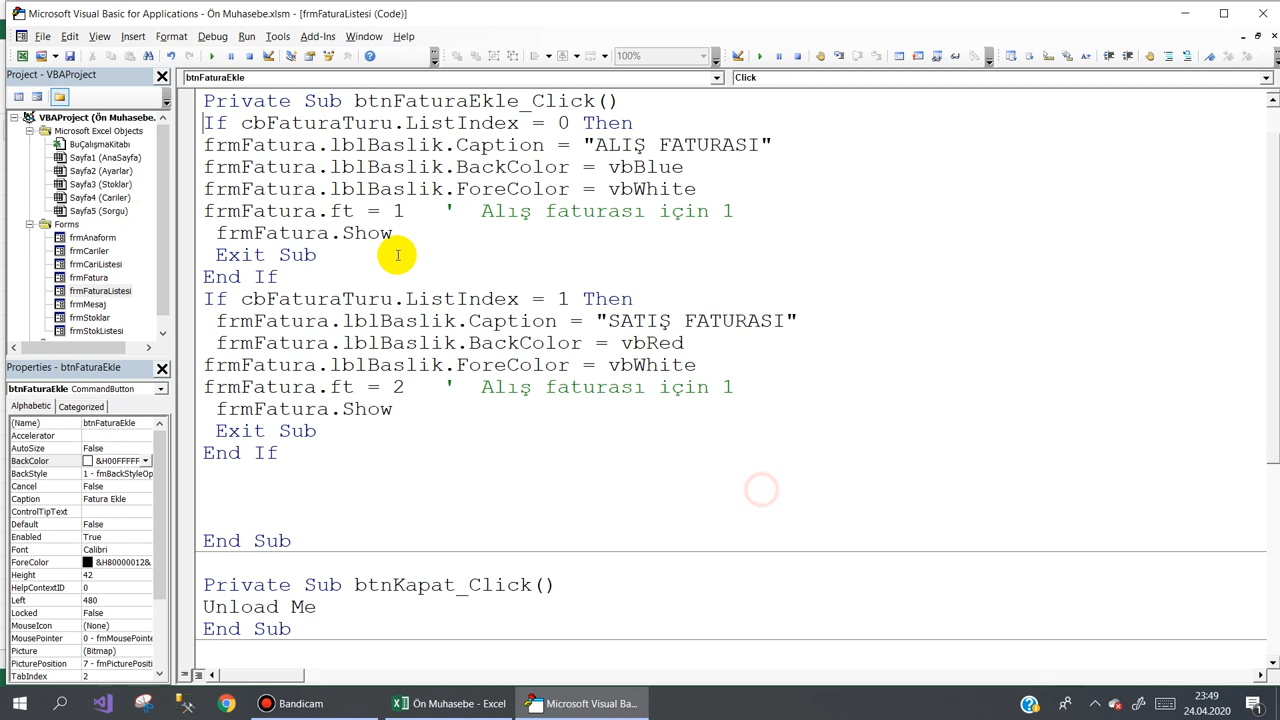 Microsoft Visual Basic for Applications - Ön Muhasebe.xlsm - [frmFaturaListesi (Code)]
File Edit View Insert Format Debug Run Tools Add-Ins Window Help
100%
Project - VBAProject
btnFaturaEkle
Click
VBAProject (Ön Muhasebe.
Microsoft Excel Objects
BuÇalışmaKitabı
Sayfa1 (AnaSayfa)
Sayfa2 (Ayarlar)
Sayfa3 (Stoklar)
Sayfa4 (Cariler)
Sayfa5 (Sorgu)
Forms
frmAnaform
frmCariler
frmCariListesi
frmFatura
frmFaturaListesi
frmMesaj
frmStoklar
frmStokListesi
Properties - btnFaturaEkle
btnFaturaEkle CommandButton
Alphabetic Categorized
(Name) btnFaturaEkle
Accelerator
AutoSize False
BackColor &H00FFFFF
BackStyle 1 - fmBackStyleOp
Cancel False
Caption Fatura Ekle
ControlTipText
Default False
Enabled True
Font Calibri
ForeColor &H80000012&
Height 42
HelpContextID 0
Left 480
Locked False
MouseIcon (None)
MousePointer 0 - fmMousePointe
Picture (Bitmap)
PicturePosition 7 - fmPicturePositi
TabIndex 2
Private Sub btnFaturaEkle_Click()
If cbFaturaTuru.ListIndex = 0 Then
frmFatura.lblBaslik.Caption = "ALIŞ FATURASI"
frmFatura.lblBaslik.BackColor = vbBlue
frmFatura.lblBaslik.ForeColor = vbWhite
frmFatura.ft = 1 ' Alış faturası için 1
frmFatura.Show
Exit Sub
End If
If cbFaturaTuru.ListIndex = 1 Then
frmFatura.lblBaslik.Caption = "SATIŞ FATURASI"
frmFatura.lblBaslik.BackColor = vbRed
frmFatura.lblBaslik.ForeColor = vbWhite
frmFatura.ft = 2 ' Alış faturası için 1
frmFatura.Show
Exit Sub
End If
End Sub
Private Sub btnKapat_Click()
Unload Me
End Sub
Bandicam
Ön Muhasebe - Excel
Microsoft Visual Ba...
23:49
24.04.2020